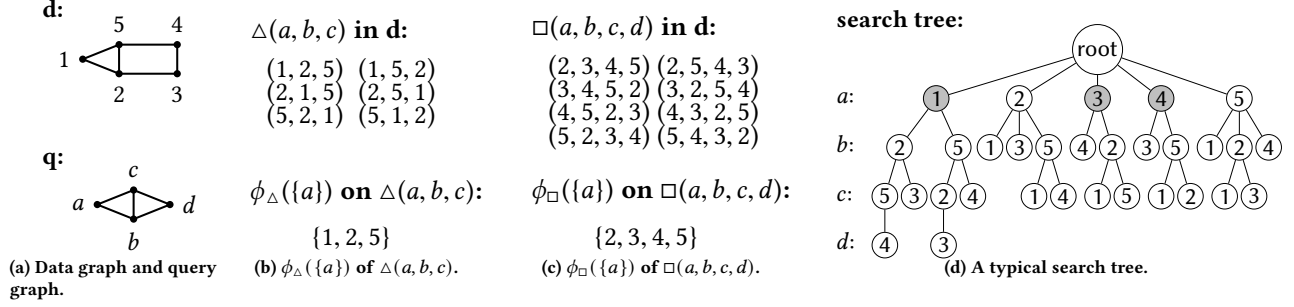 d:
5 4
1
2 3
q:
c
a d
b
(a) Data graph and query
graph.
△(a, b, c) in d:
(1, 2, 5) (1, 5, 2)
(2, 1, 5) (2, 5, 1)
(5, 2, 1) (5, 1, 2)
ϕ△({a}) on △(a, b, c):
{1, 2, 5}
(b) ϕ△({a}) of △(a, b, c).
□(a, b, c, d) in d:
(2, 3, 4, 5) (2, 5, 4, 3)
(3, 4, 5, 2) (3, 2, 5, 4)
(4, 5, 2, 3) (4, 3, 2, 5)
(5, 2, 3, 4) (5, 4, 3, 2)
ϕ□({a}) on □(a, b, c, d):
{2, 3, 4, 5}
(c) ϕ□({a}) of □(a, b, c, d).
search tree:
root
a: 1 2 3 4 5
b: 2 5 1 3 5 4 2 3 5 1 2 4
c: 5 3 2 4 1 4 1 5 1 2 1 3
d: 4 3
(d) A typical search tree.